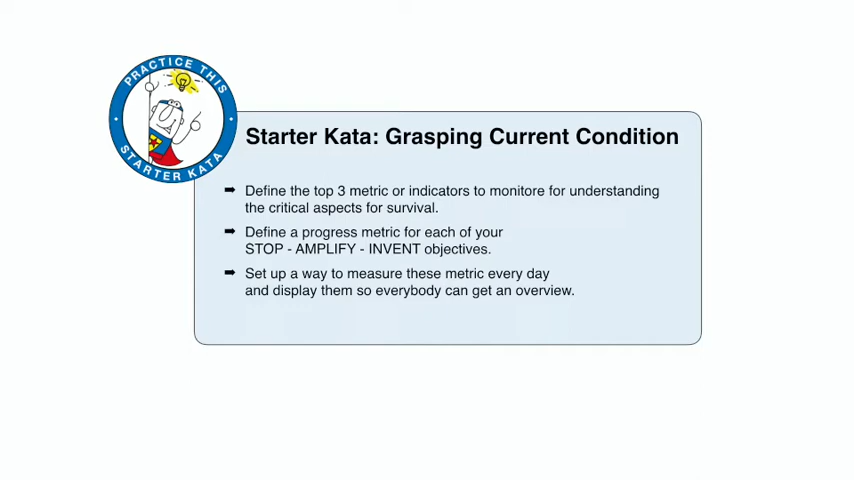 PRACTICE THIS
STARTER KATA
Starter Kata: Grasping Current Condition
➡ Define the top 3 metric or indicators to monitore for understanding
the critical aspects for survival.
➡ Define a progress metric for each of your
STOP - AMPLIFY - INVENT objectives.
➡ Set up a way to measure these metric every day
and display them so everybody can get an overview.